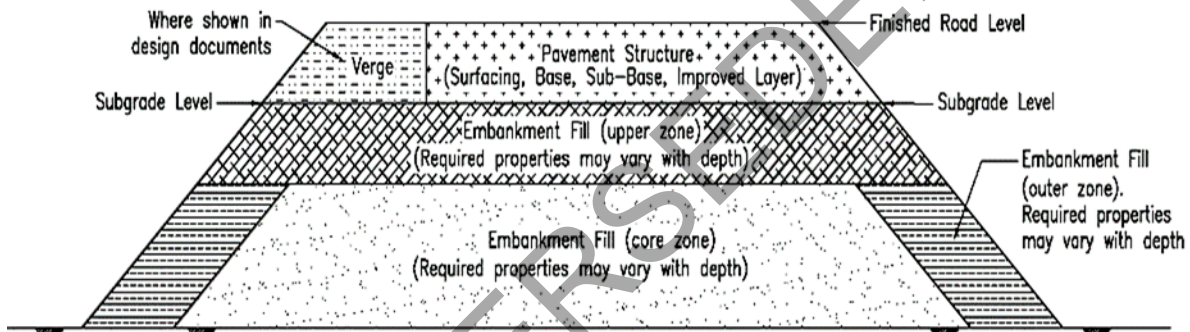 Where shown in
design documents
Finished Road Level
Verge
Pavement Structure
(Surfacing, Base, Sub-Base, Improved Layer)
Subgrade Level
Subgrade Level
Embankment Fill (upper zone)
(Required properties may vary with depth)
Embankment Fill
(outer zone).
Required properties
may vary with depth
Embankment Fill (core zone)
(Required properties may vary with depth)
ERSEDE